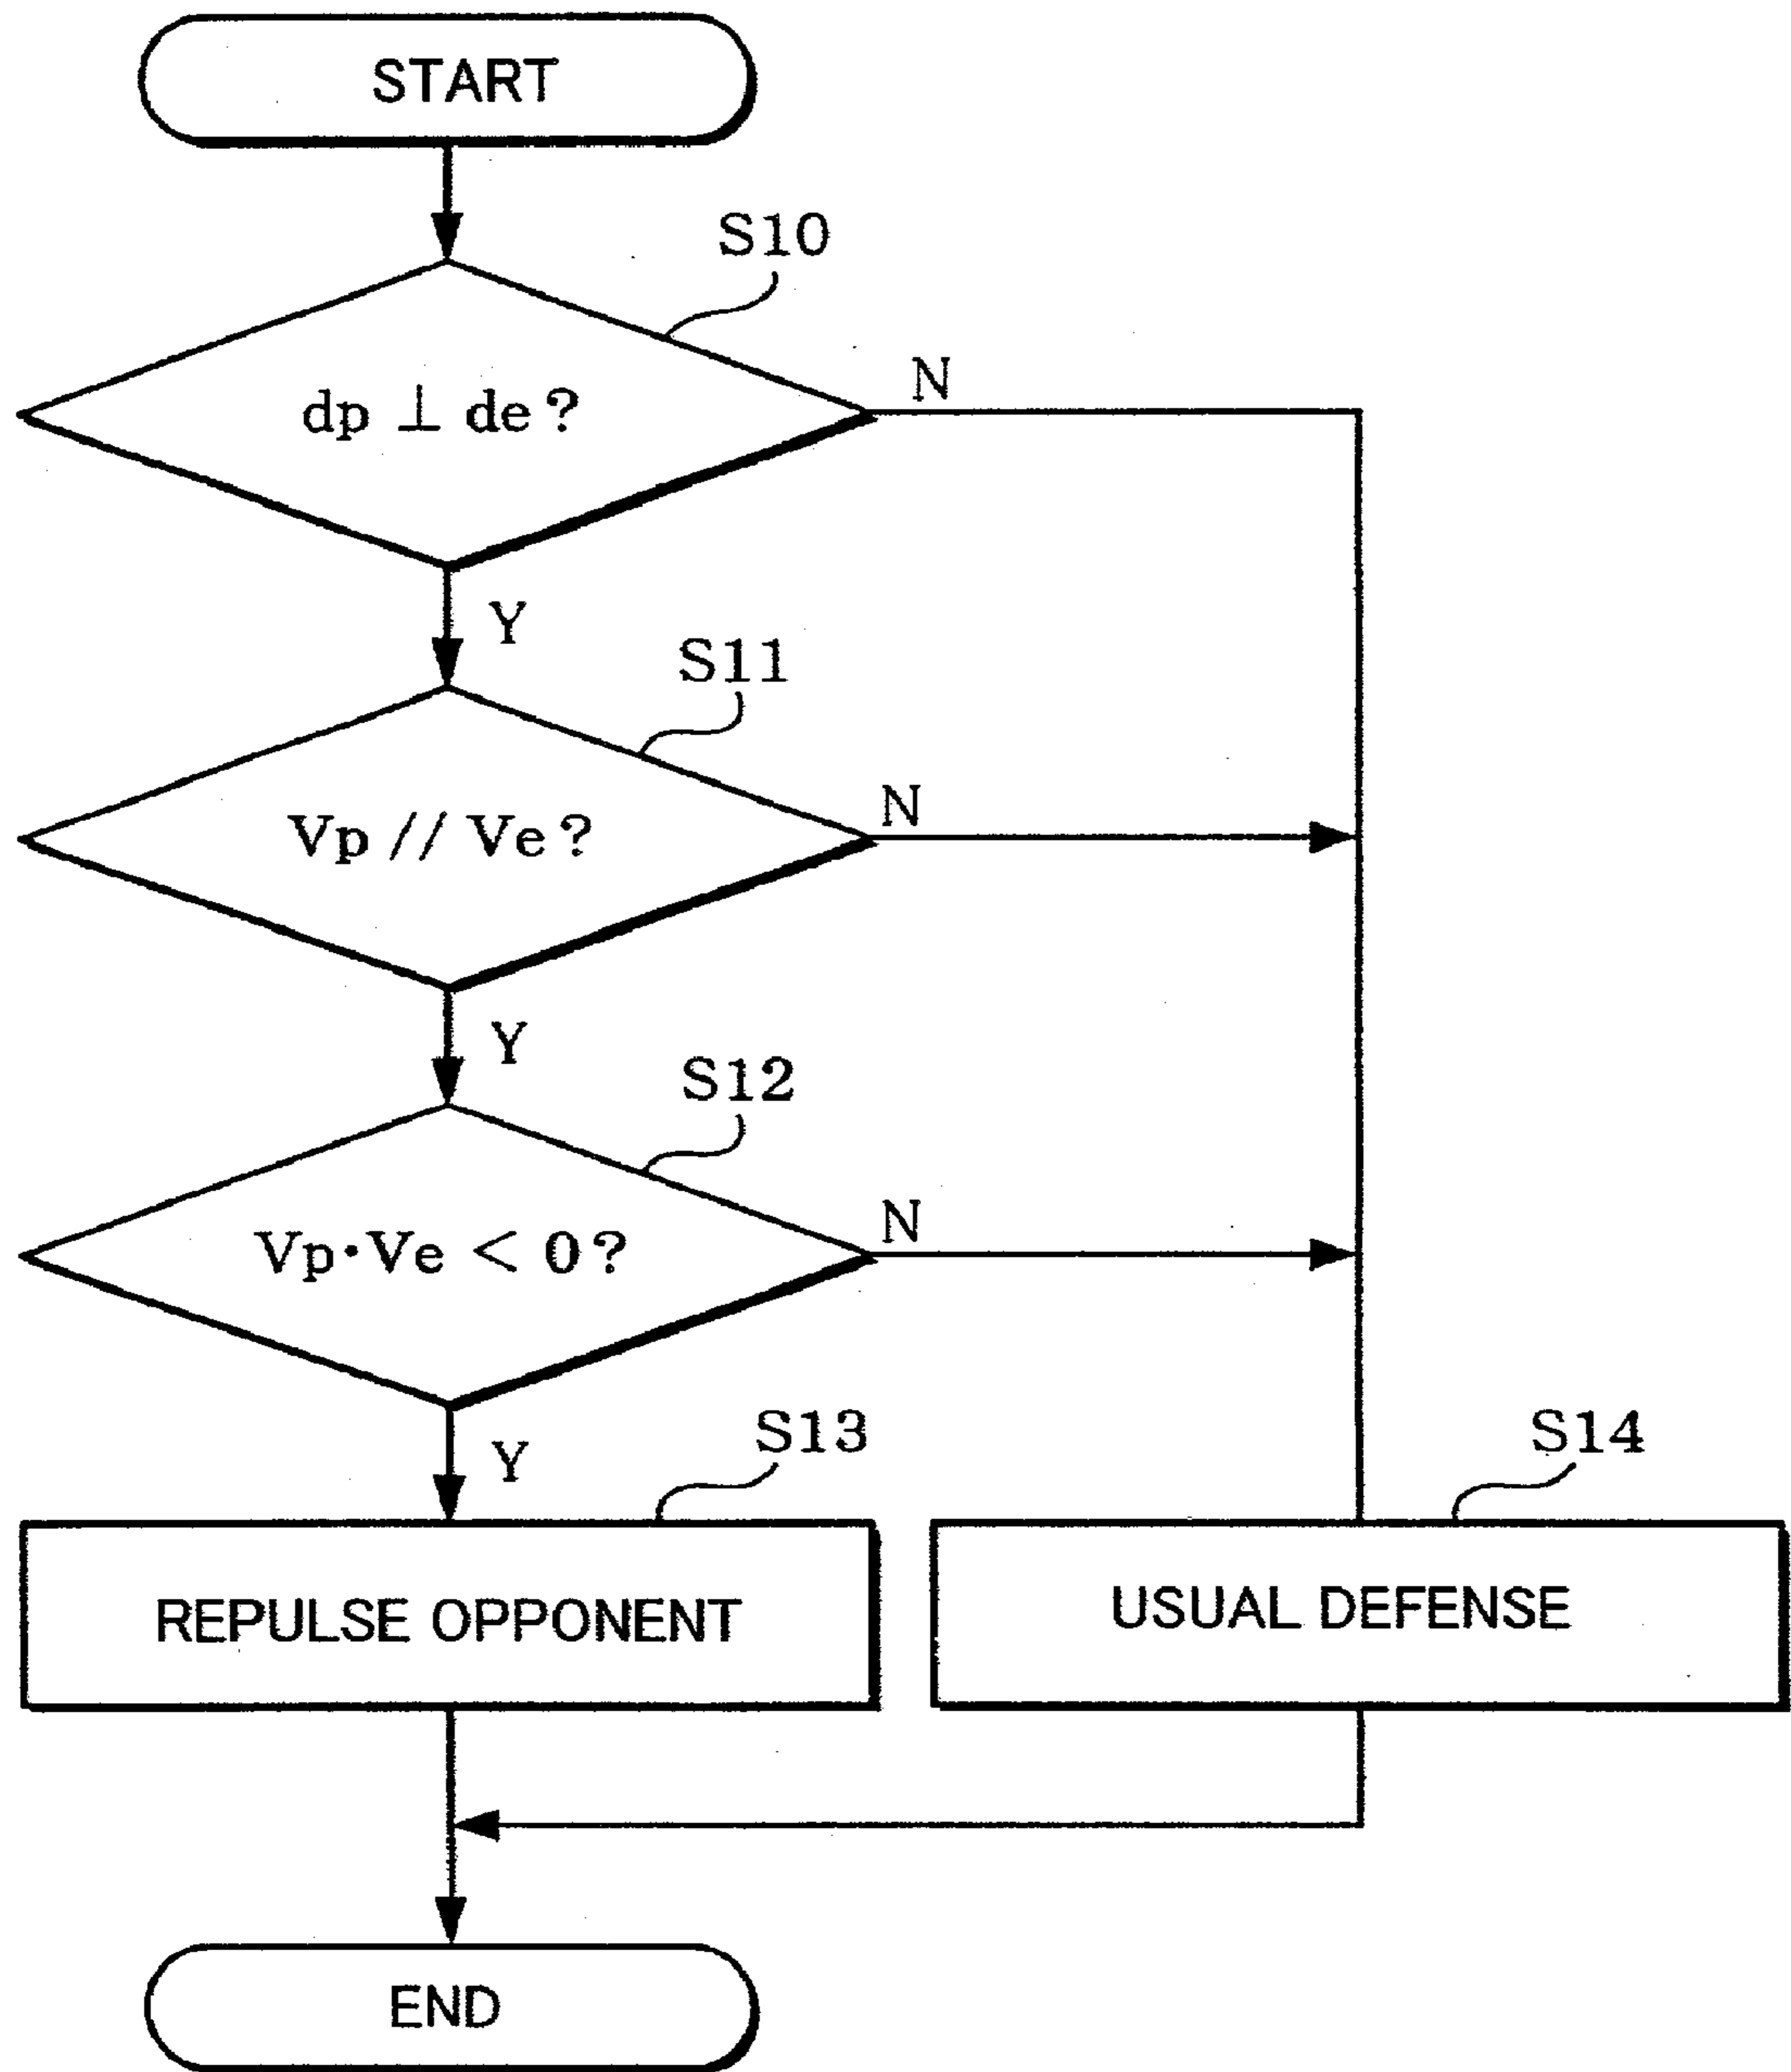 START
S10
dp ⊥ de ?
N
Y
S11
Vp // Ve ?
N
Y
S12
Vp·Ve < 0 ?
N
Y
S13
S14
REPULSE OPPONENT
USUAL DEFENSE
END